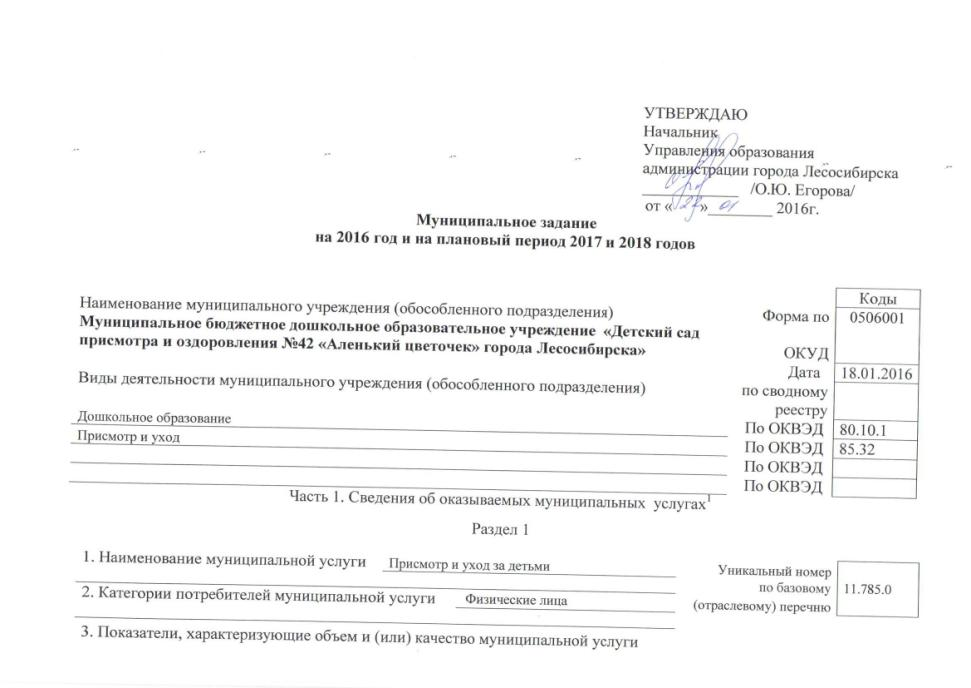 УТВЕРЖДАЮ
Начальник
Управления образования
администрации города Лесосибирска
____________ /О.Ю. Егорова/
от «29» 01 2016г.
Муниципальное задание
на 2016 год и на плановый период 2017 и 2018 годов
Коды
Наименование муниципального учреждения (обособленного подразделения)
Форма по 0506001
Муниципальное бюджетное дошкольное образовательное учреждение «Детский сад
присмотра и оздоровления №42 «Аленький цветочек» города Лесосибирска»
ОКУД
Дата 18.01.2016
Виды деятельности муниципального учреждения (обособленного подразделения)
по сводному
реестру
Дошкольное образование По ОКВЭД 80.10.1
Присмотр и уход По ОКВЭД 85.32
По ОКВЭД
По ОКВЭД
Часть 1. Сведения об оказываемых муниципальных услугах¹
Раздел 1
1. Наименование муниципальной услуги Присмотр и уход за детьми
Уникальный номер
по базовому 11.785.0
(отраслевому) перечню
2. Категории потребителей муниципальной услуги Физические лица
3. Показатели, характеризующие объем и (или) качество муниципальной услуги